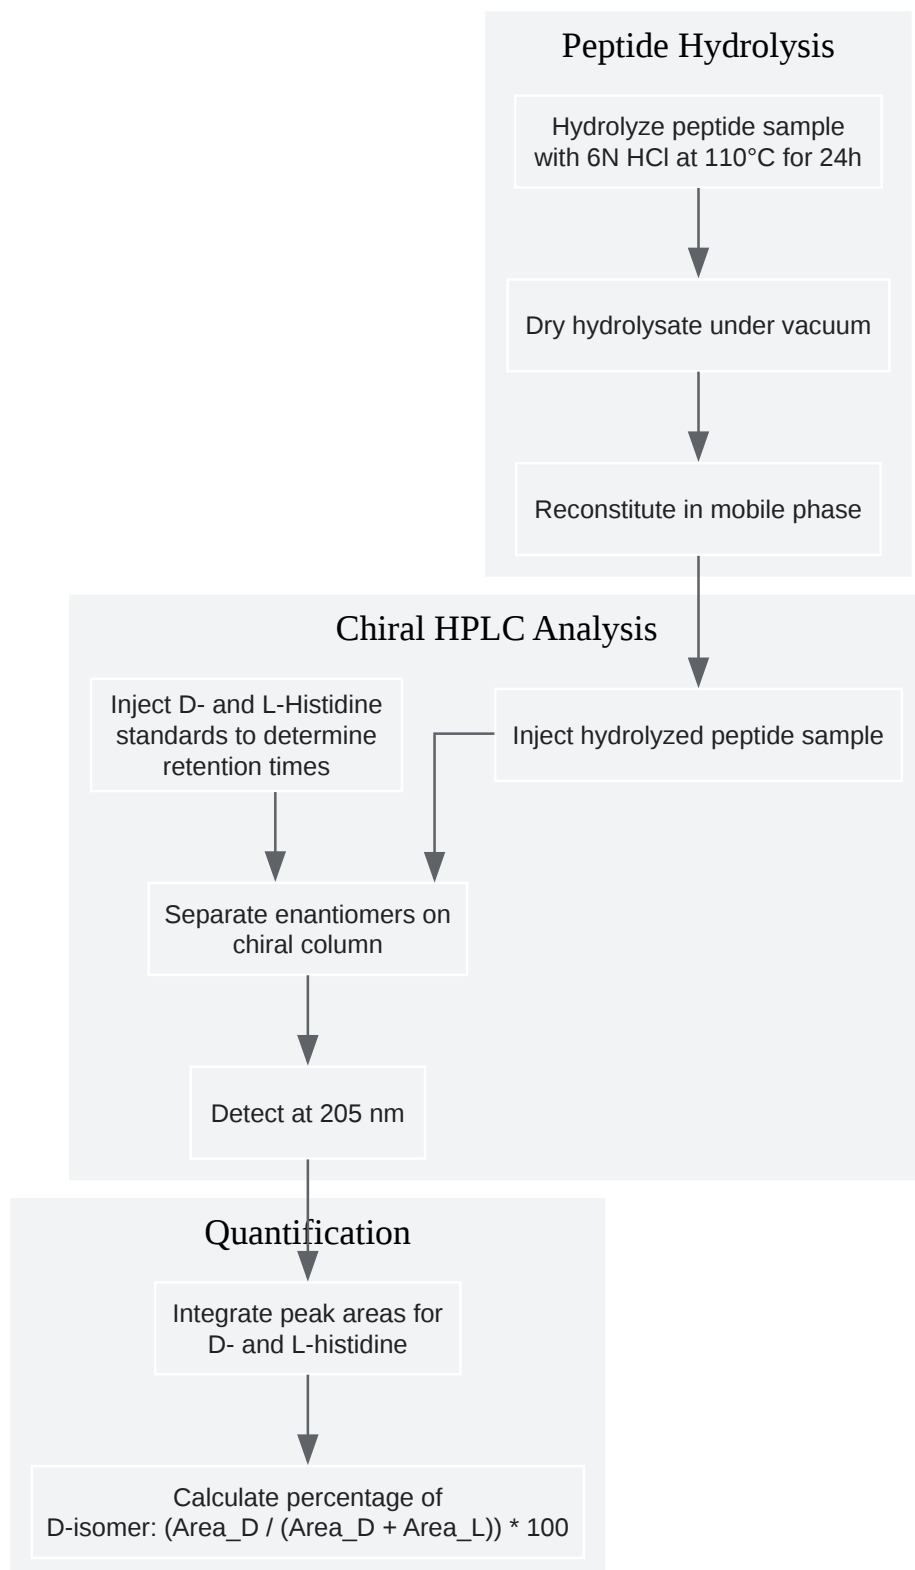 Peptide Hydrolysis
Hydrolyze peptide sample
with 6N HCl at 110°C for 24h
Dry hydrolysate under vacuum
Reconstitute in mobile phase
Chiral HPLC Analysis
Inject D- and L-Histidine
standards to determine
retention times
Inject hydrolyzed peptide sample
Separate enantiomers on
chiral column
Detect at 205 nm
Quantification
Integrate peak areas for
D- and L-histidine
Calculate percentage of
D-isomer: (Area_D / (Area_D + Area_L)) * 100